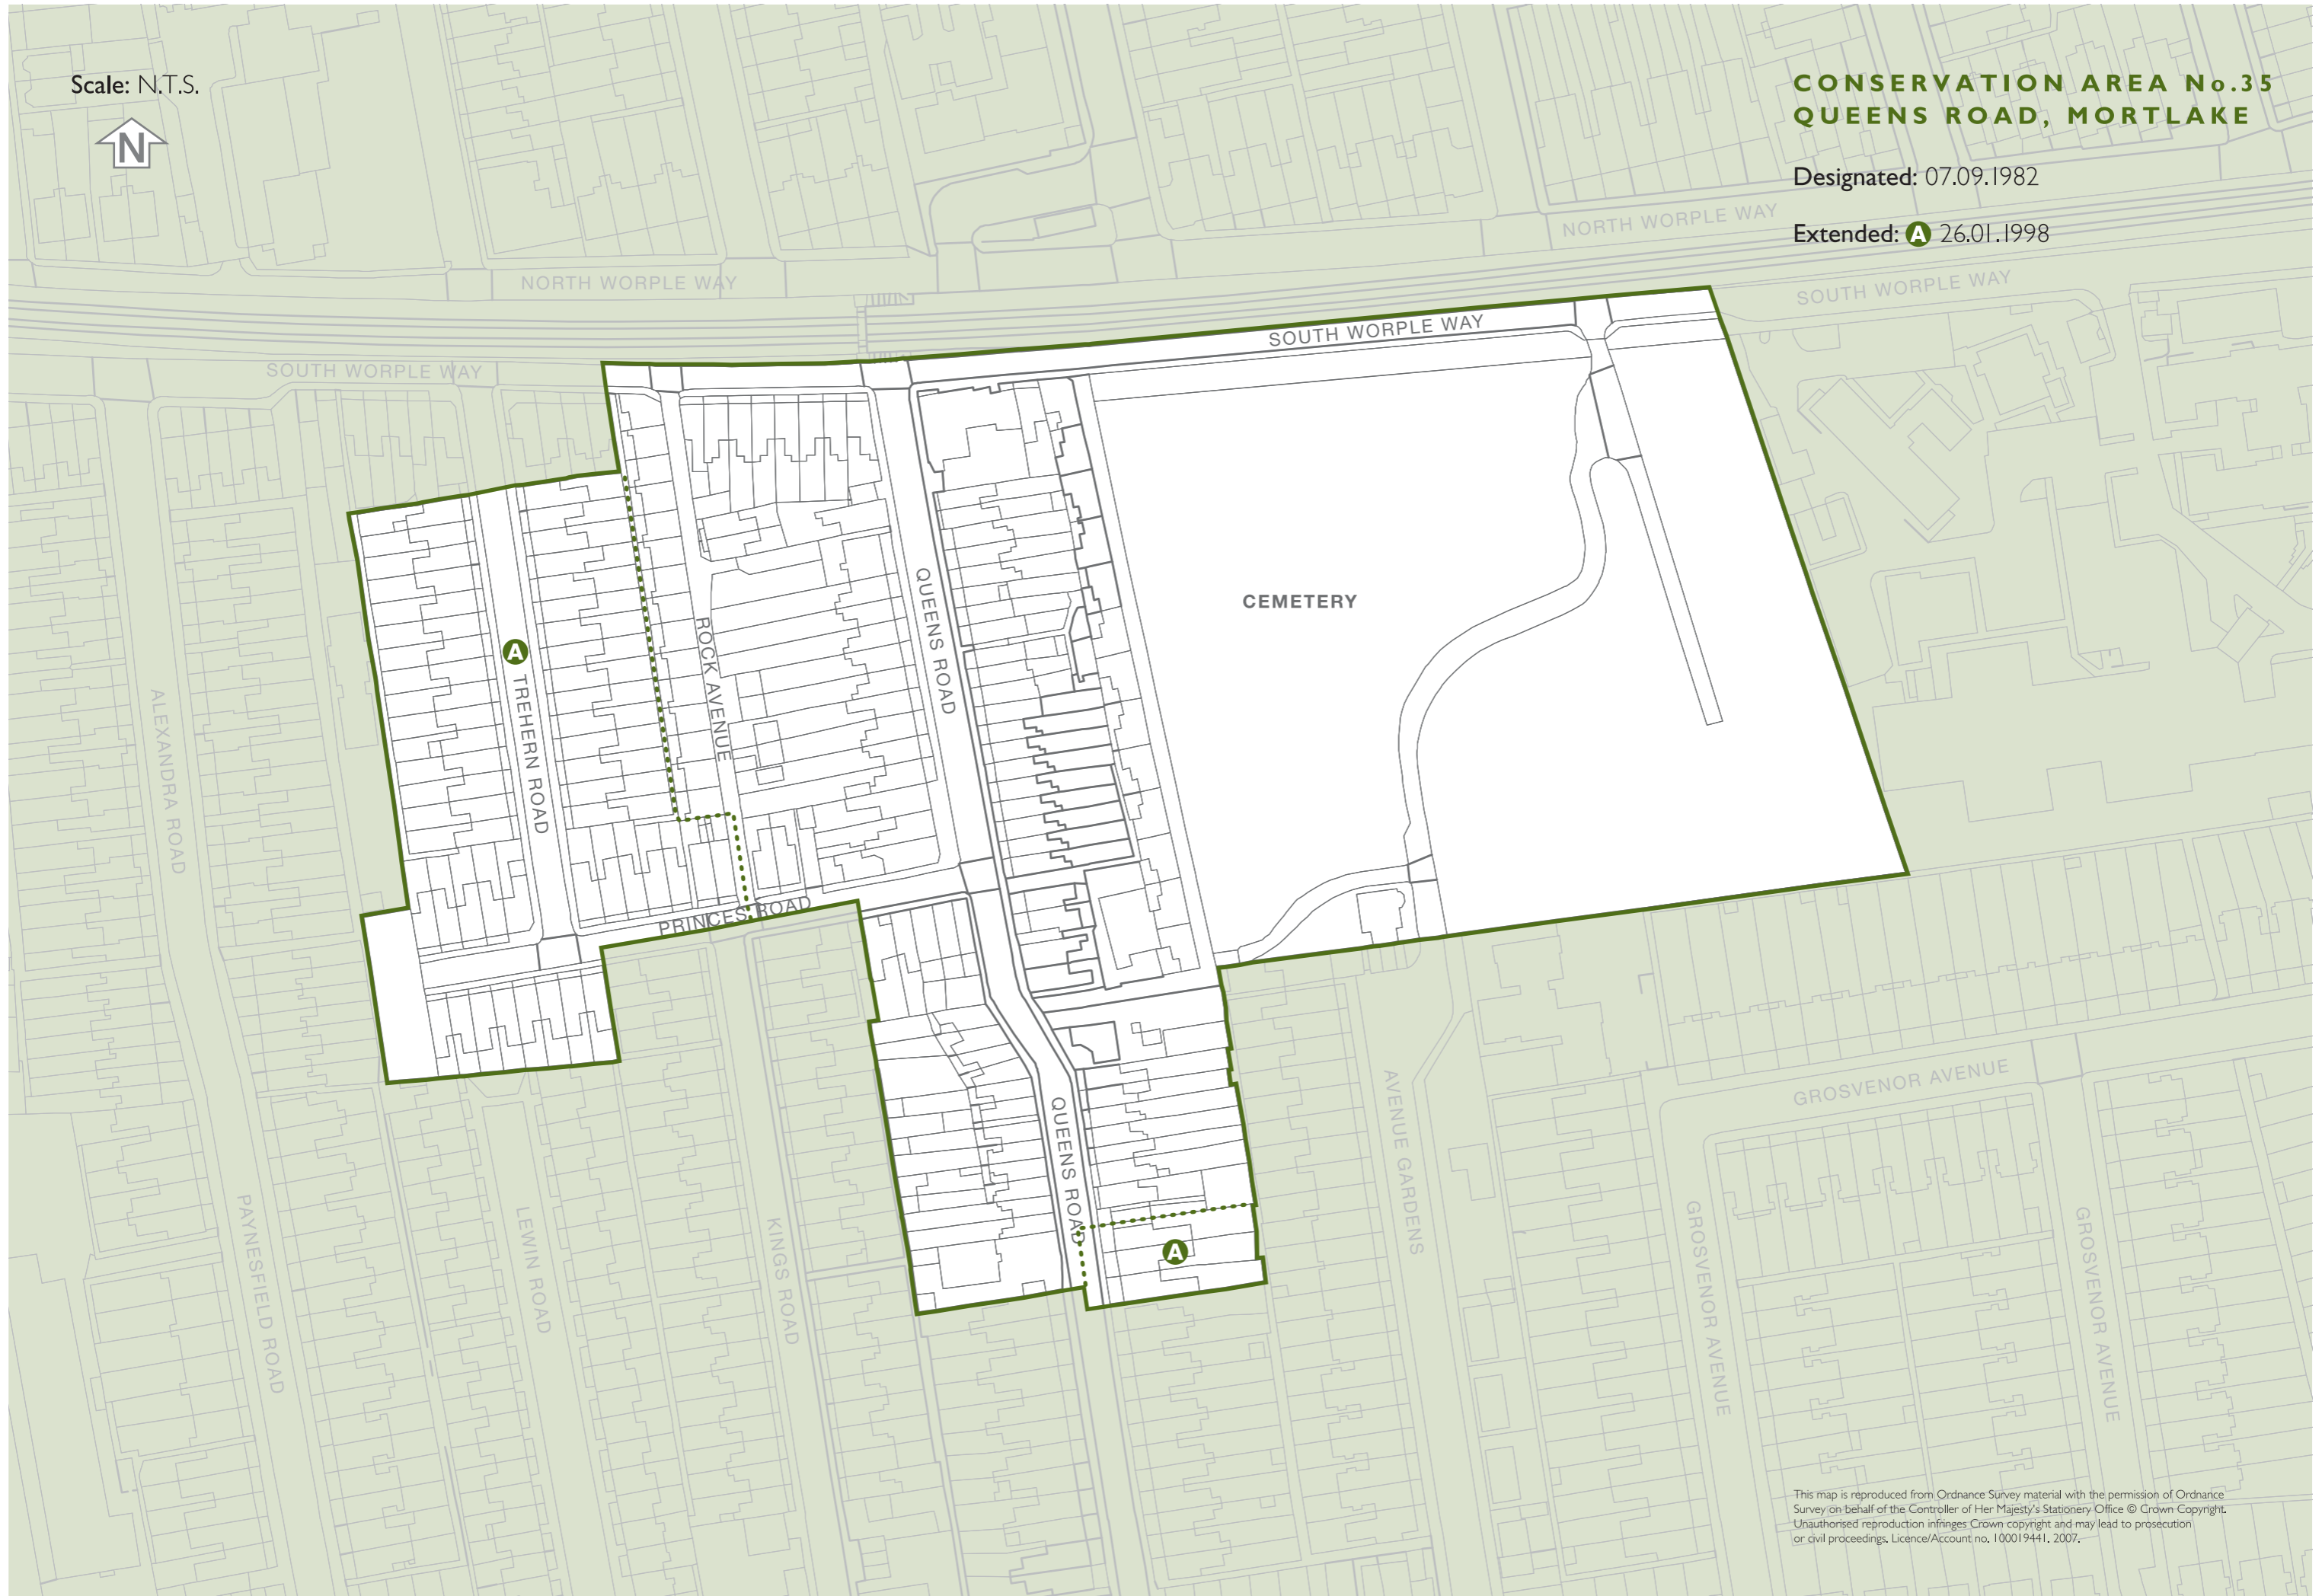 Scale: N.T.S.
N
CONSERVATION AREA No.35
QUEENS ROAD, MORTLAKE
Designated: 07.09.1982
Extended: A 26.01.1998
NORTH WORPLE WAY
NORTH WORPLE WAY
SOUTH WORPLE WAY
SOUTH WORPLE WAY
SOUTH WORPLE WAY
CEMETERY
QUEENS ROAD
ROCK AVENUE
A
TREHERN ROAD
ALEXANDRA ROAD
PRINCES ROAD
GROSVENOR AVENUE
AVENUE GARDENS
QUEENS ROAD
A
PAYNESFIELD ROAD
LEWIN ROAD
KINGS ROAD
GROSVENOR AVENUE
GROSVENOR AVENUE
This map is reproduced from Ordnance Survey material with the permission of Ordnance
Survey on behalf of the Controller of Her Majesty's Stationery Office © Crown Copyright.
Unauthorised reproduction infringes Crown copyright and may lead to prosecution
or civil proceedings. Licence/Account no. 100019441. 2007.